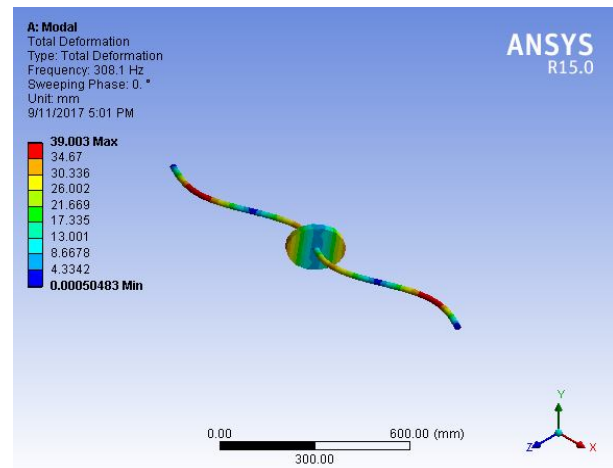 A: Modal
Total Deformation
Type: Total Deformation
Frequency: 308.1 Hz
Sweeping Phase: 0. °
Unit: mm
9/11/2017 5:01 PM
ANSYS
R15.0
39.003 Max
34.67
30.336
26.002
21.669
17.335
13.001
8.6678
4.3342
0.00050483 Min
0.00
600.00 (mm)
300.00
Y
Z
X